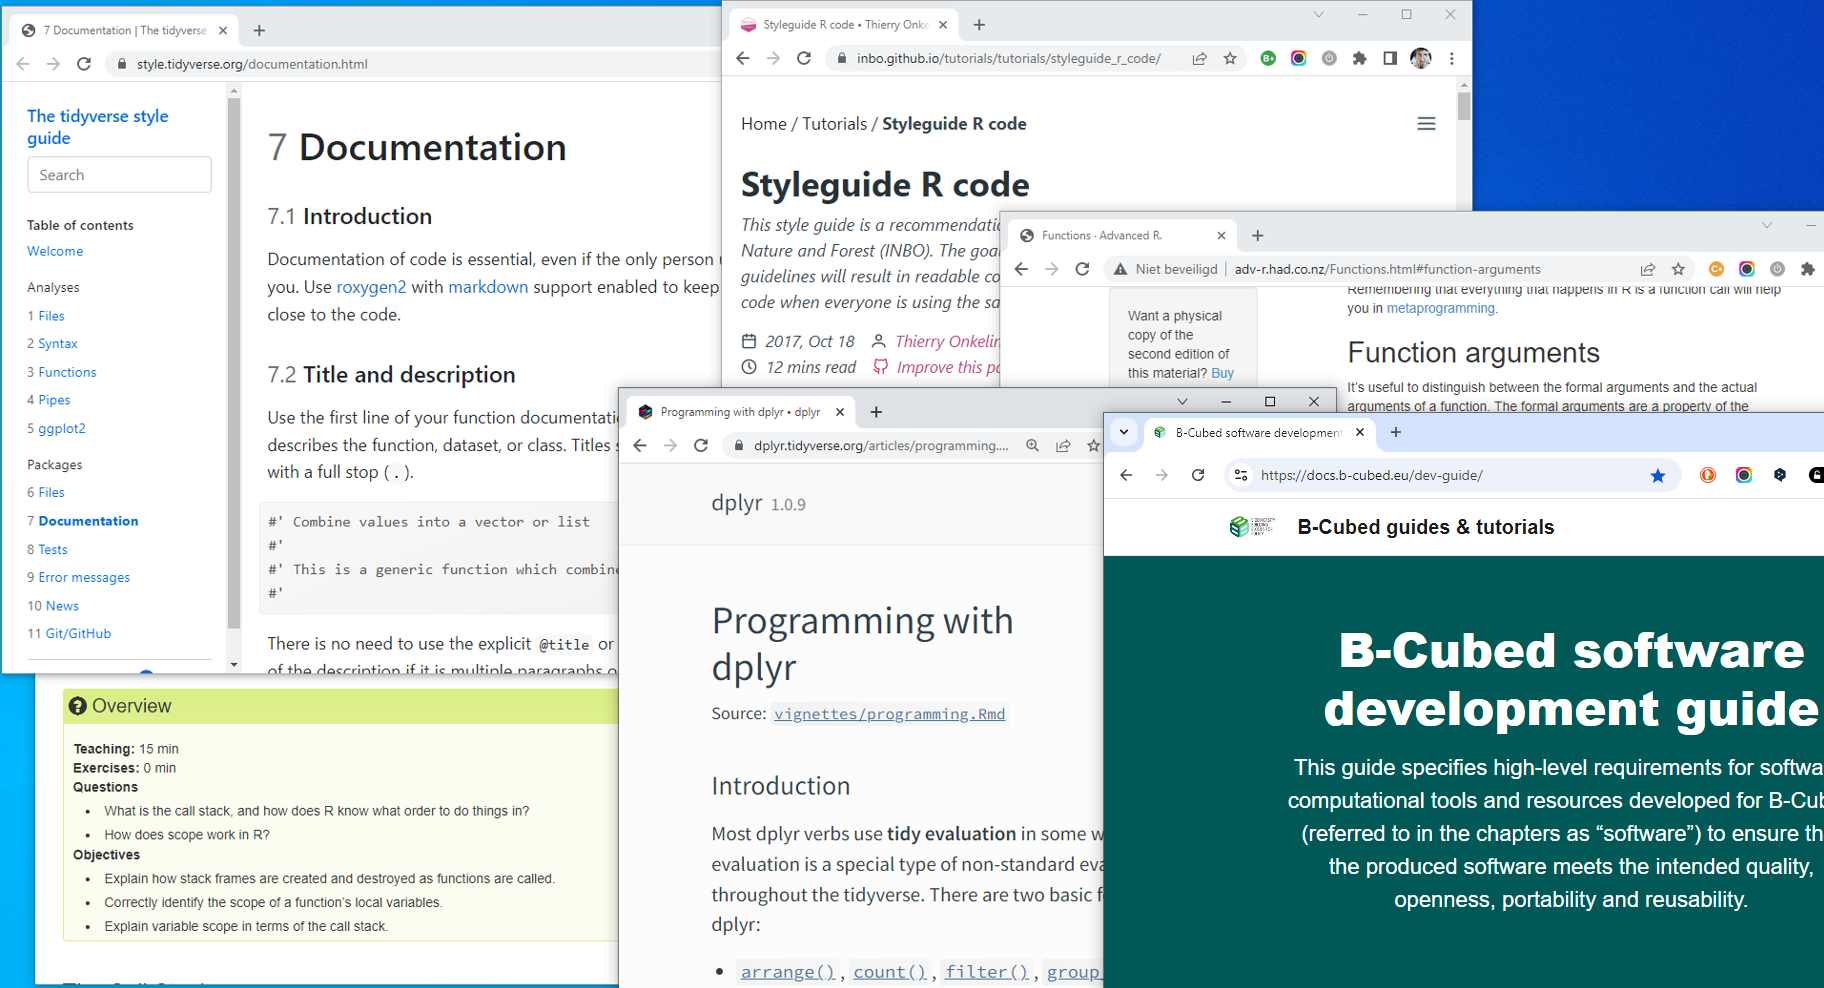 7 Documentation | The tidyverse
style.tidyverse.org/documentation.html
The tidyverse style
guide
Search
Table of contents
Welcome
Analyses
1 Files
2 Syntax
3 Functions
4 Pipes
5 ggplot2
Packages
6 Files
7 Documentation
8 Tests
9 Error messages
10 News
11 Git/GitHub
7 Documentation
7.1 Introduction
Documentation of code is essential, even if the only person
you. Use roxygen2 with markdown support enabled to keep
close to the code.
7.2 Title and description
Use the first line of your function documentati
describes the function, dataset, or class. Titles s
with a full stop ( . ).
#' Combine values into a vector or list
#'
#' This is a generic function which combine
#'
There is no need to use the explicit @title or
of the description if it is multiple paragraphs o
Styleguide R code • Thierry Onke
inbo.github.io/tutorials/tutorials/styleguide_r_code/
Home / Tutorials / Styleguide R code
Styleguide R code
This style guide is a recommendatio
Nature and Forest (INBO). The goa
guidelines will result in readable co
code when everyone is using the sa
2017, Oct 18 Thierry Onkelin
12 mins read Improve this pa
Functions · Advanced R.
Niet beveiligd | adv-r.had.co.nz/Functions.html#function-arguments
Want a physical
copy of the
second edition of
this material? Buy
Remembering that everything that happens in R is a function call will help
you in metaprogramming.
Function arguments
It's useful to distinguish between the formal arguments and the actual
arguments of a function. The formal arguments are a property of the
Overview
Teaching: 15 min
Exercises: 0 min
Questions
• What is the call stack, and how does R know what order to do things in?
• How does scope work in R?
Objectives
• Explain how stack frames are created and destroyed as functions are called.
• Correctly identify the scope of a function's local variables.
• Explain variable scope in terms of the call stack.
Programming with dplyr • dplyr
dplyr.tidyverse.org/articles/programming....
dplyr 1.0.9
Programming with
dplyr
Source: vignettes/programming.Rmd
Introduction
Most dplyr verbs use tidy evaluation in some w
evaluation is a special type of non-standard eva
throughout the tidyverse. There are two basic f
dplyr:
• arrange() , count() , filter() , group_
B-Cubed software development
https://docs.b-cubed.eu/dev-guide/
B-Cubed guides & tutorials
B-Cubed software
development guide
This guide specifies high-level requirements for softwa
computational tools and resources developed for B-Cub
(referred to in the chapters as “software”) to ensure th
the produced software meets the intended quality,
openness, portability and reusability.